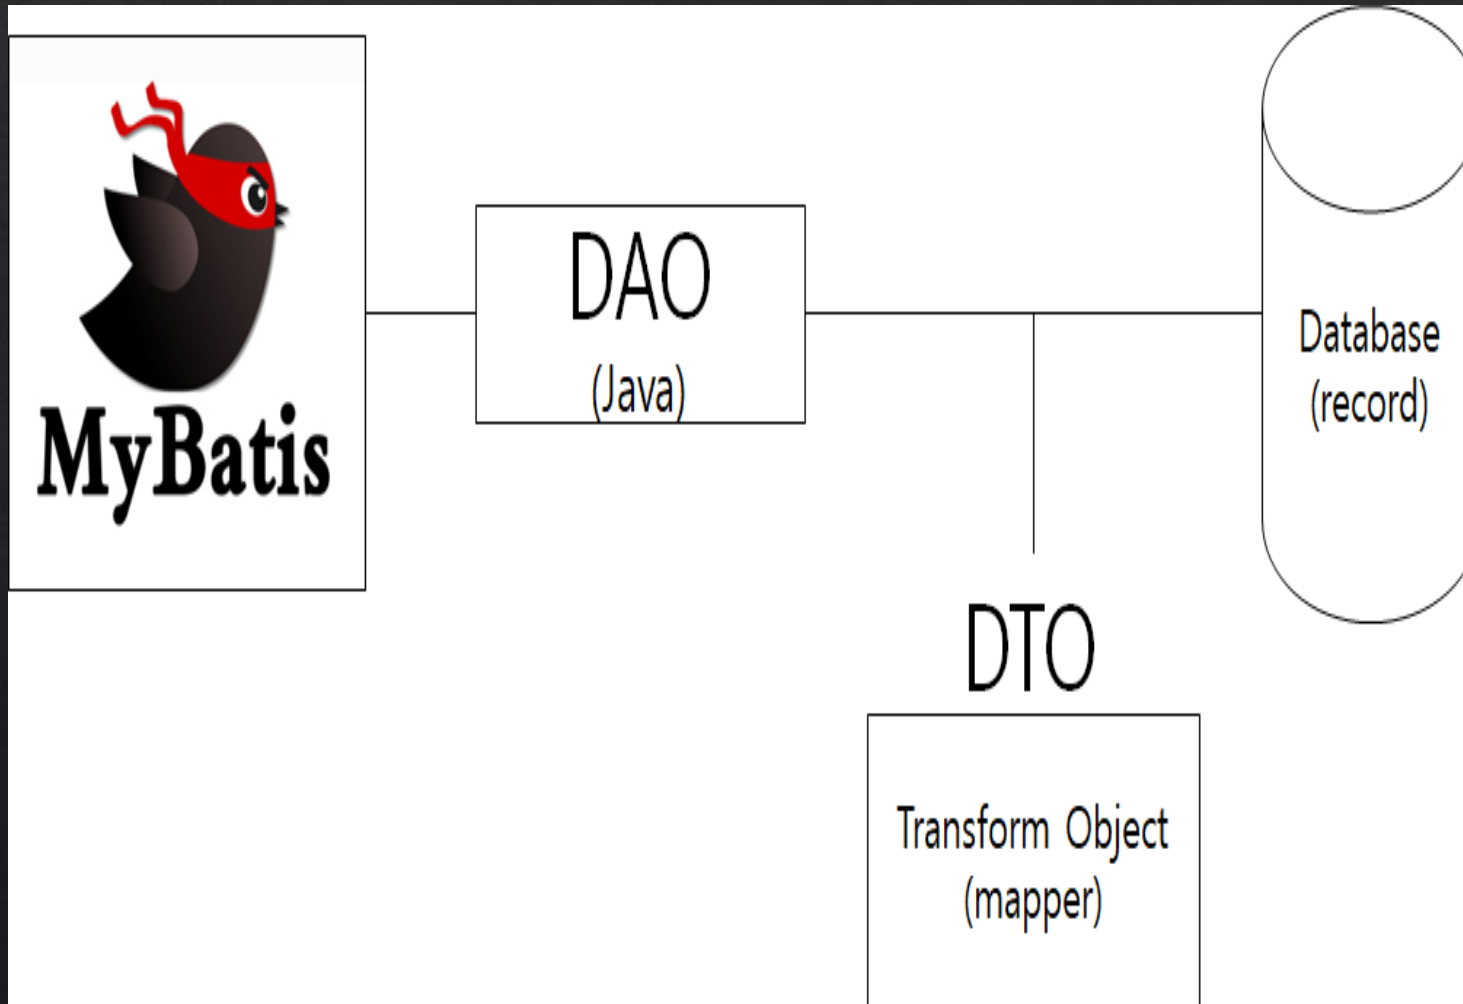 MyBatis
DAO
(Java)
Database
(record)
DTO
Transform Object
(mapper)